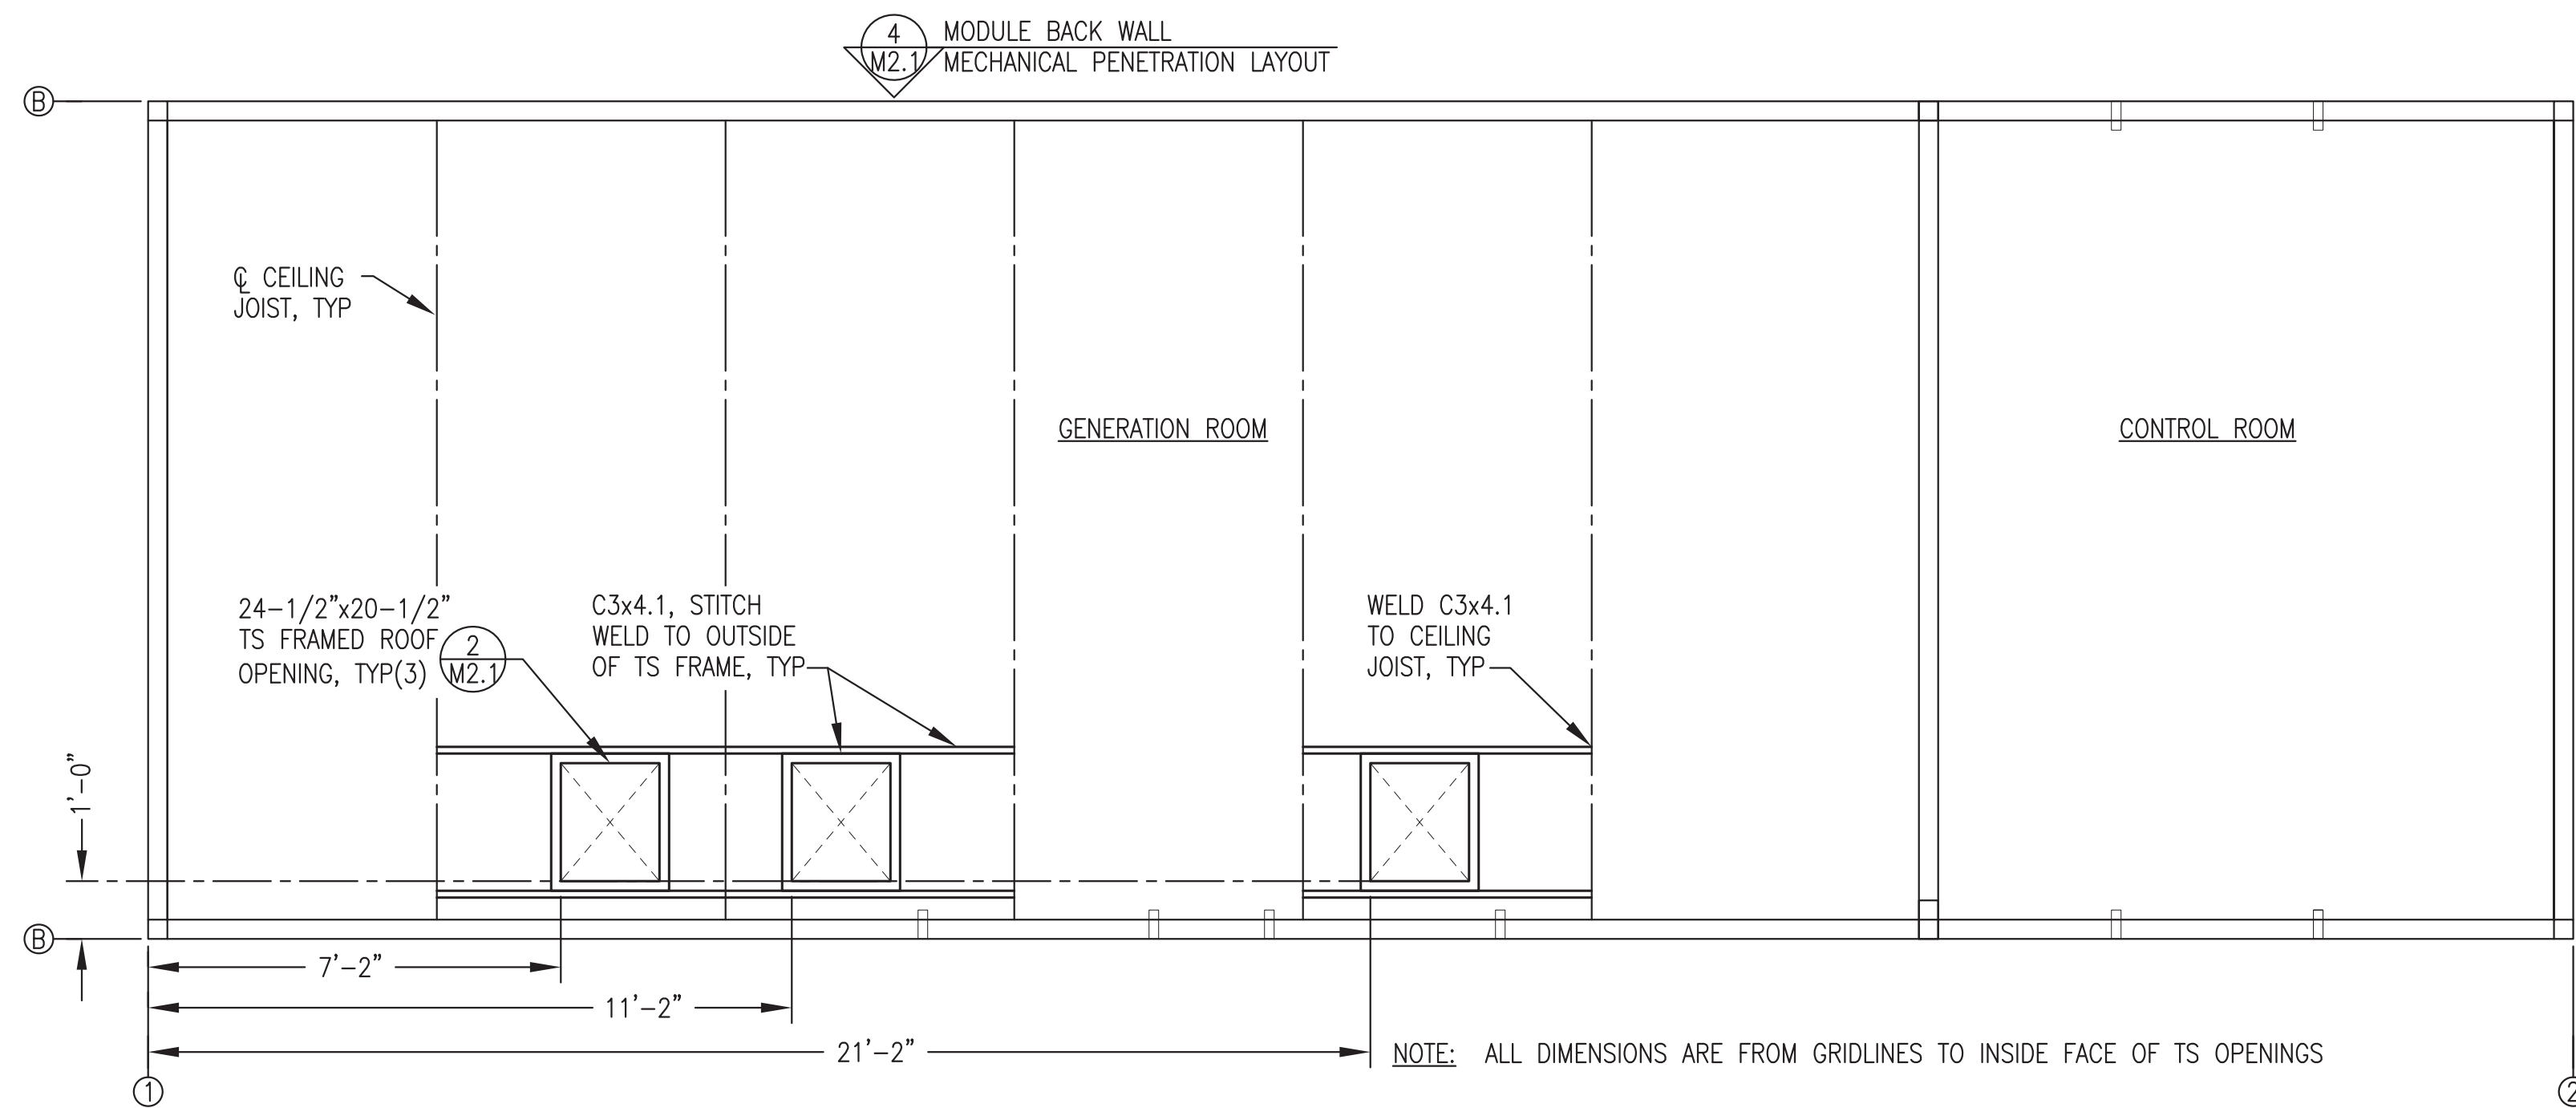 4
M2.1
MODULE BACK WALL
MECHANICAL PENETRATION LAYOUT
B
℄ CEILING
JOIST, TYP
GENERATION ROOM
CONTROL ROOM
24-1/2"x20-1/2"
TS FRAMED ROOF
OPENING, TYP(3)
2
M2.1
C3x4.1, STITCH
WELD TO OUTSIDE
OF TS FRAME, TYP
WELD C3x4.1
TO CEILING
JOIST, TYP
1'-0"
B
7'-2"
11'-2"
21'-2"
NOTE: ALL DIMENSIONS ARE FROM GRIDLINES TO INSIDE FACE OF TS OPENINGS
1
2